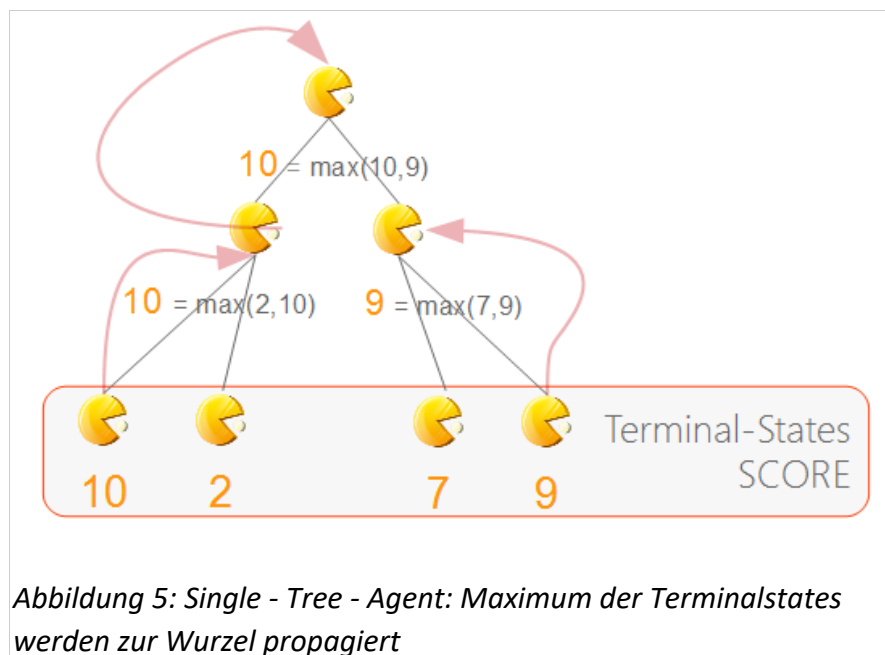 10 = max(10,9)
10 = max(2,10) 9 = max(7,9)
Terminal-States
SCORE
10 2 7 9
Abbildung 5: Single - Tree - Agent: Maximum der Terminalstates
werden zur Wurzel propagiert